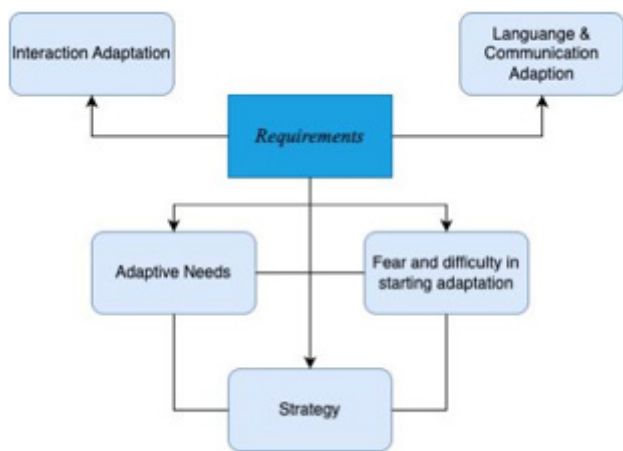 Interaction Adaptation
Languange &
Communication
Adaption
Requirements
Adaptive Needs
Fear and difficulty in
starting adaptation
Strategy